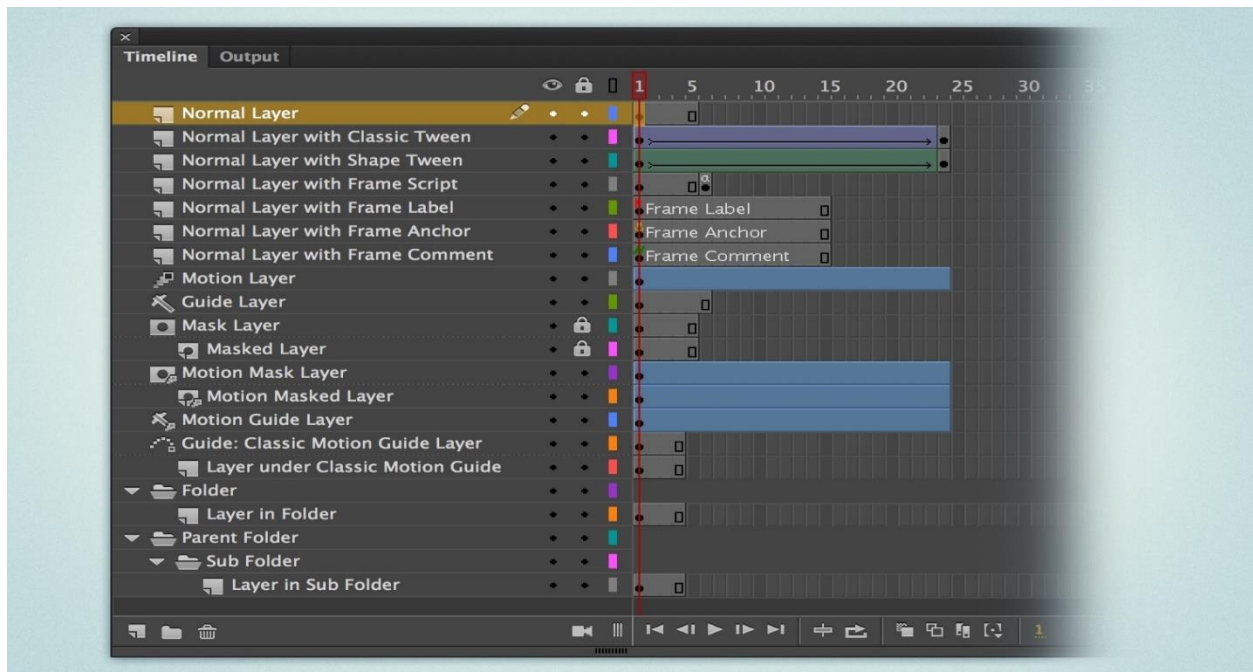 Timeline Output
1 5 10 15 20 25 30 35
Normal Layer
Normal Layer with Classic Tween
Normal Layer with Shape Tween
Normal Layer with Frame Script
a
Normal Layer with Frame Label Frame Label
Normal Layer with Frame Anchor Frame Anchor
Normal Layer with Frame Comment Frame Comment
Motion Layer
Guide Layer
Mask Layer
Masked Layer
Motion Mask Layer
Motion Masked Layer
Motion Guide Layer
Guide: Classic Motion Guide Layer
Layer under Classic Motion Guide
Folder
Layer in Folder
Parent Folder
Sub Folder
Layer in Sub Folder
1